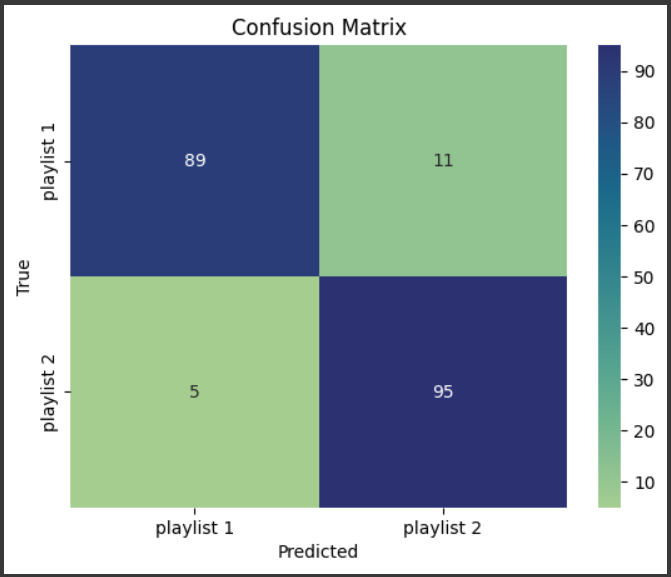 Confusion Matrix
True
playlist 1
89
11
playlist 2
5
95
playlist 1
playlist 2
Predicted
90
80
70
60
50
40
30
20
10